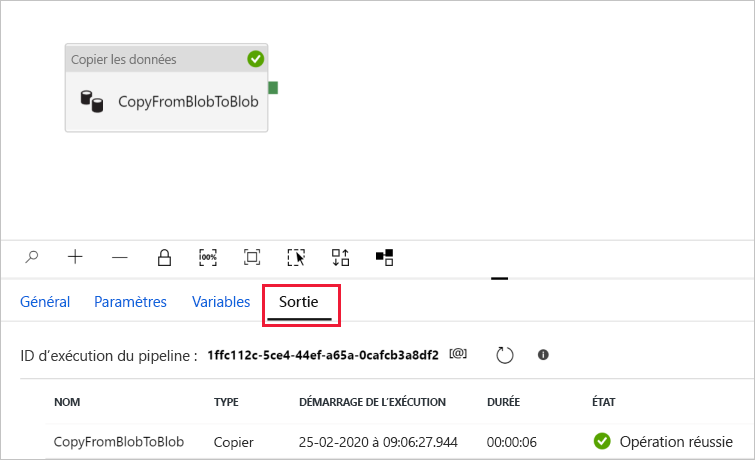 Copier les données
CopyFromBlobToBlob
100%
Général Paramètres Variables Sortie
ID d’exécution du pipeline : 1ffc112c-5ce4-44ef-a65a-0cafcb3a8df2 [@]
NOM TYPE DÉMARRAGE DE L’EXÉCUTION DURÉE ÉTAT
CopyFromBlobToBlob Copier 25-02-2020 à 09:06:27.944 00:00:06 Opération réussie